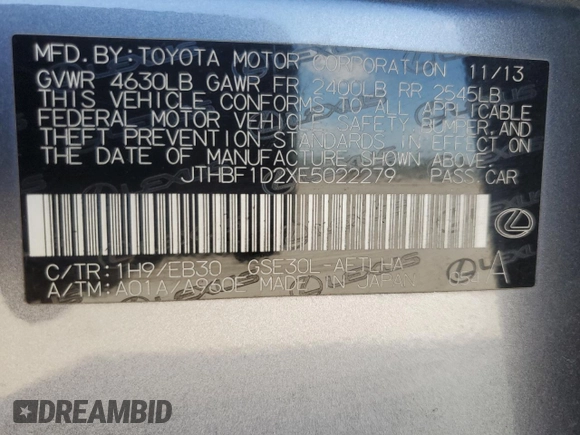 MFD. BY: TOYOTA MOTOR CORPORATION 11/13
GVWR 4630LB GAWR FR 2400LB RR 2545LB
THIS VEHICLE CONFORMS TO ALL APPLICABLE
FEDERAL MOTOR VEHICLE SAFETY, BUMPER, AND
THEFT PREVENTION STANDARDS IN EFFECT ON
THE DATE OF MANUFACTURE SHOWN ABOVE.
JTHBF1D2XE5022279 PASS CAR
C/TR: 1H9/EB30 GSE30L-AETLHA
A/TM: A01A/A960E MADE IN JAPAN
A
LEXUS
DREAMBID